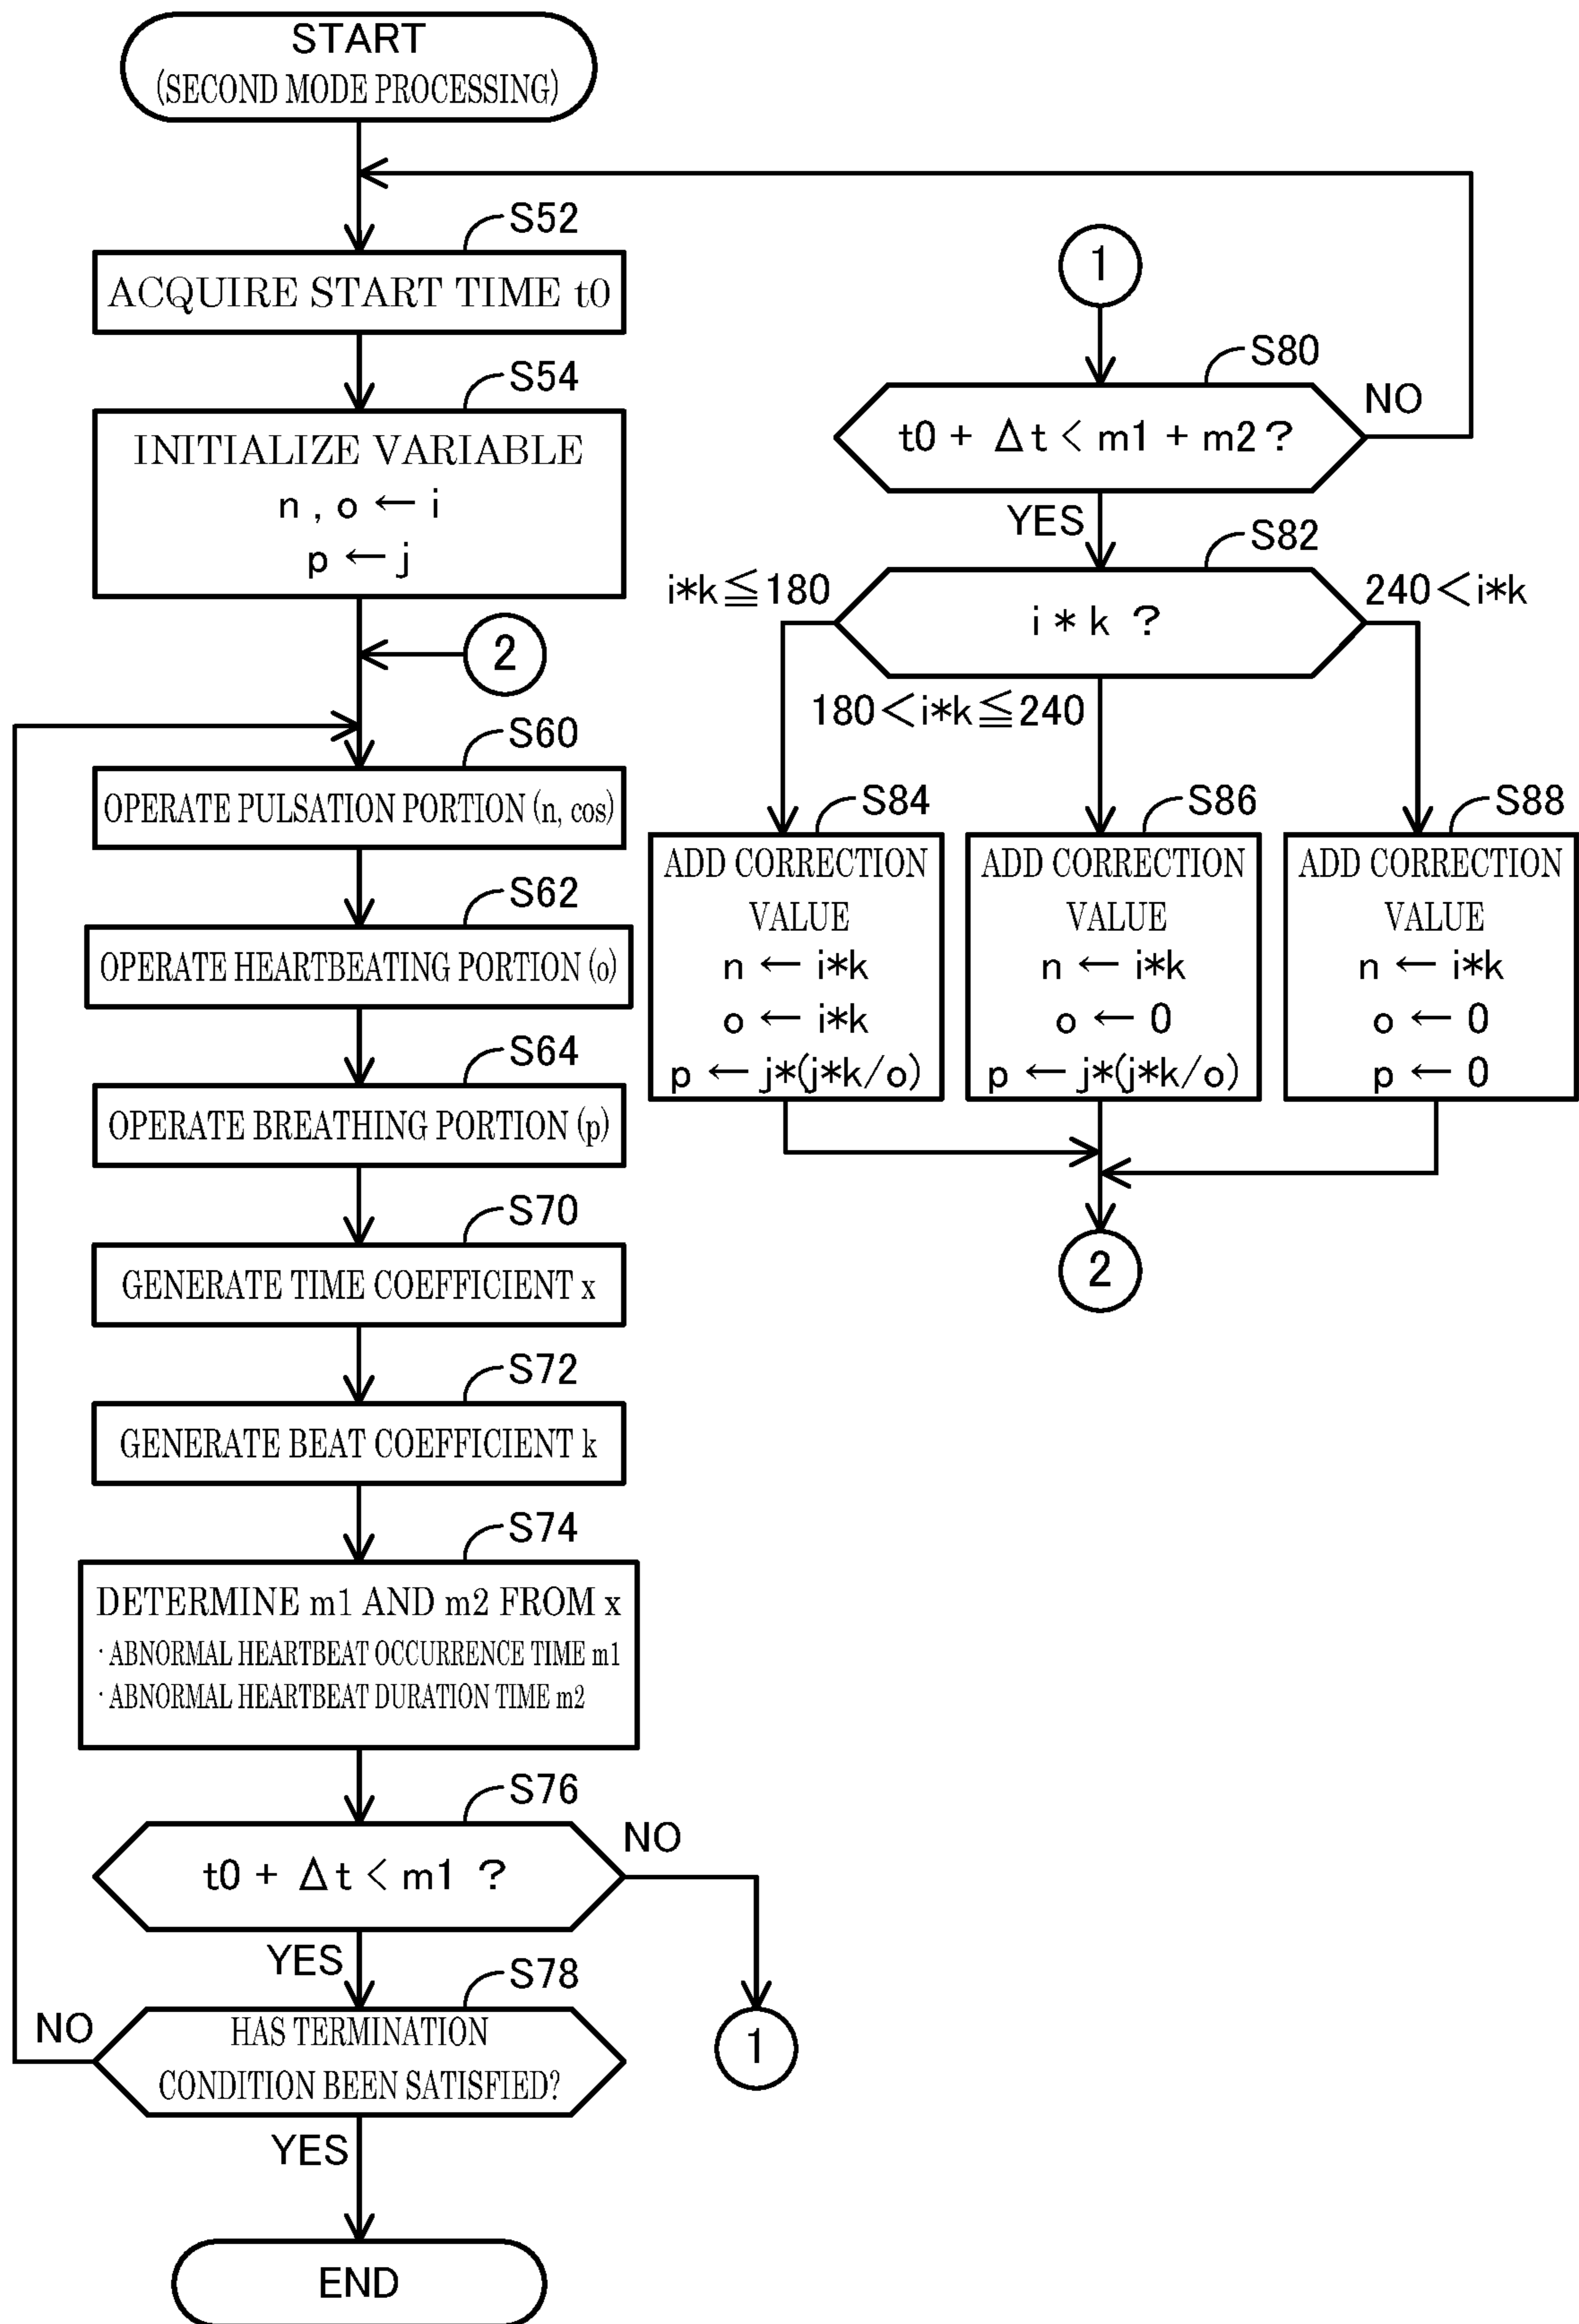 START
(SECOND MODE PROCESSING)
S52
ACQUIRE START TIME t0
S54
INITIALIZE VARIABLE
n , o ← i
p ← j
2
S60
OPERATE PULSATION PORTION (n, cos)
S62
OPERATE HEARTBEATING PORTION (o)
S64
OPERATE BREATHING PORTION (p)
S70
GENERATE TIME COEFFICIENT x
S72
GENERATE BEAT COEFFICIENT k
S74
DETERMINE m1 AND m2 FROM x
· ABNORMAL HEARTBEAT OCCURRENCE TIME m1
· ABNORMAL HEARTBEAT DURATION TIME m2
S76
t0 + Δt < m1 ?
NO
YES
1
S78
HAS TERMINATION
CONDITION BEEN SATISFIED?
NO
YES
END
1
S80
t0 + Δt < m1 + m2 ?
NO
YES
S82
i * k ?
i*k≦180
180<i*k≦240
240<i*k
S84
ADD CORRECTION
VALUE
n ← i*k
o ← i*k
p ← j*(j*k/o)
S86
ADD CORRECTION
VALUE
n ← i*k
o ← 0
p ← j*(j*k/o)
S88
ADD CORRECTION
VALUE
n ← i*k
o ← 0
p ← 0
2